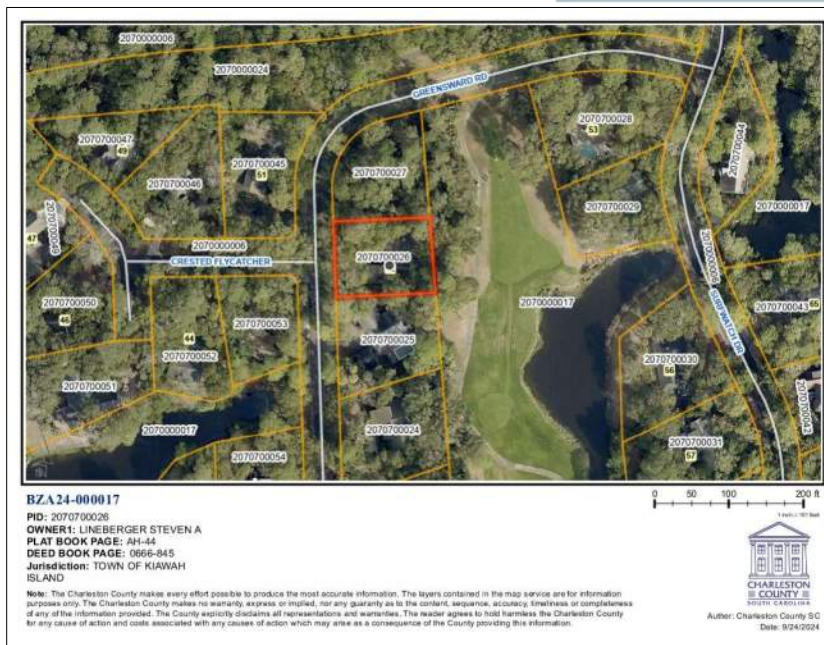 2070000006
2070000024
GREENSWARD RD
2070700028
53
2070700044
2070700047
49
2070700045
51
2070700046
2070700027
2070700029
2070000017
2070700049
47
2070000006
2070000006
CRESTED FLYCATCHER
2070700026
SURFWATCH DR
2070700050
46
2070700053
2070000017
2070700043
65
44
2070700052
2070700025
2070700030
56
2070700051
2070700042
2070000017
2070700024
2070700031
57
2070700054
BZA24-000017
PID: 2070700026
OWNER1: LINEBERGER STEVEN A
PLAT BOOK PAGE: AH-44
DEED BOOK PAGE: 0666-845
Jurisdiction: TOWN OF KIAWAH
ISLAND
Note: The Charleston County makes every effort possible to produce the most accurate information. The layers contained in the map service are for information
purposes only. The Charleston County makes no warranty, express or implied, nor any guaranty as to the content, sequence, accuracy, timeliness or completeness
of any of the information provided. The County explicitly disclaims all representations and warranties. The reader agrees to hold harmless the Charleston County
for any cause of action and costs associated with any causes of action which may arise as a consequence of the County providing this information.
0 50 100 200 ft
CHARLESTON
COUNTY
SOUTH CAROLINA
Author: Charleston County SC
Date: 9/24/2024